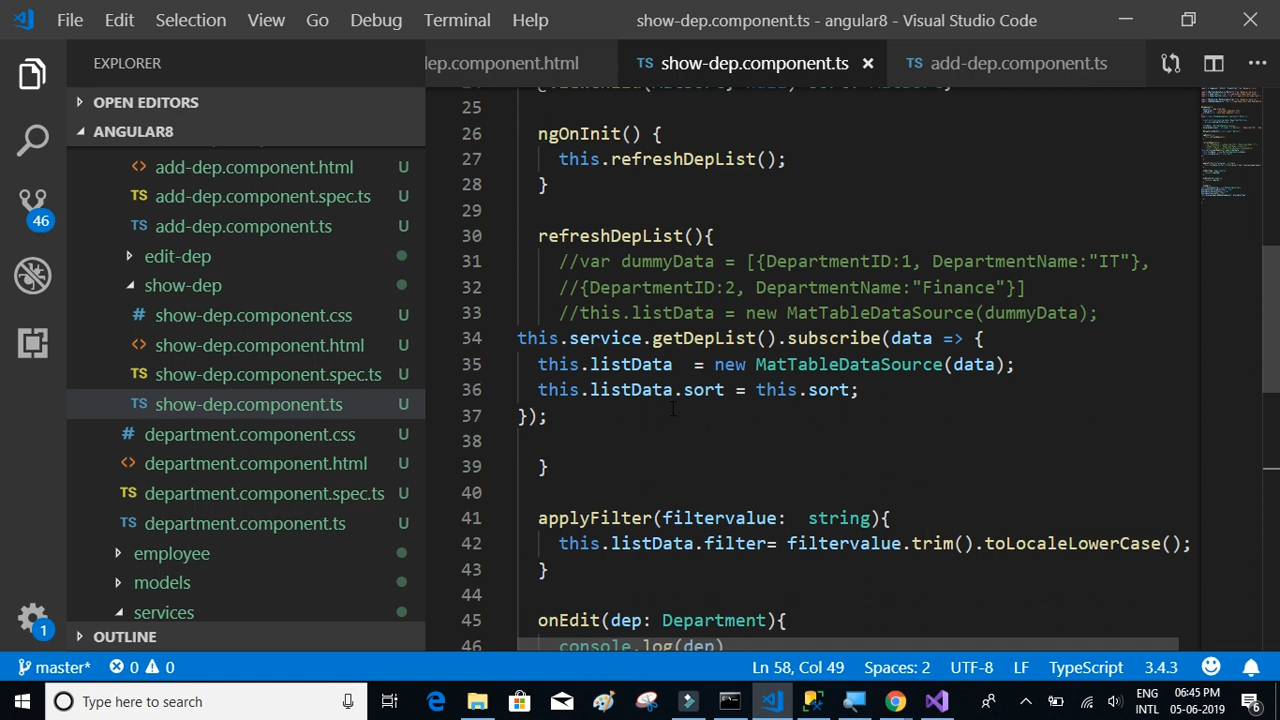 File Edit Selection View Go Debug Terminal Help show-dep.component.ts - angular8 - Visual Studio Code
EXPLORER
OPEN EDITORS
ANGULAR8
add-dep.component.html U
add-dep.component.spec.ts U
TS add-dep.component.ts U
edit-dep
show-dep
show-dep.component.css U
show-dep.component.html U
TS show-dep.component.spec.ts U
TS show-dep.component.ts U
department.component.css U
department.component.html U
TS department.component.spec.ts U
TS department.component.ts U
employee
models
services
OUTLINE
46
1
ep.component.html TS show-dep.component.ts TS add-dep.component.ts
25
26 ngOnInit() {
27 this.refreshDepList();
28 }
29
30 refreshDepList(){
31 //var dummyData = [{DepartmentID:1, DepartmentName:"IT"},
32 //{DepartmentID:2, DepartmentName:"Finance"}]
33 //this.listData = new MatTableDataSource(dummyData);
34 this.service.getDepList().subscribe(data => {
35 this.listData = new MatTableDataSource(data);
36 this.listData.sort = this.sort;
37 });
38
39 }
40
41 applyFilter(filtervalue: string){
42 this.listData.filter= filtervalue.trim().toLocaleLowerCase();
43 }
44
45 onEdit(dep: Department){
46 console.log(dep)
master* 0 0 Ln 58, Col 49 Spaces: 2 UTF-8 LF TypeScript 3.4.3
Type here to search ENG INTL 06:45 PM 05-06-2019 6